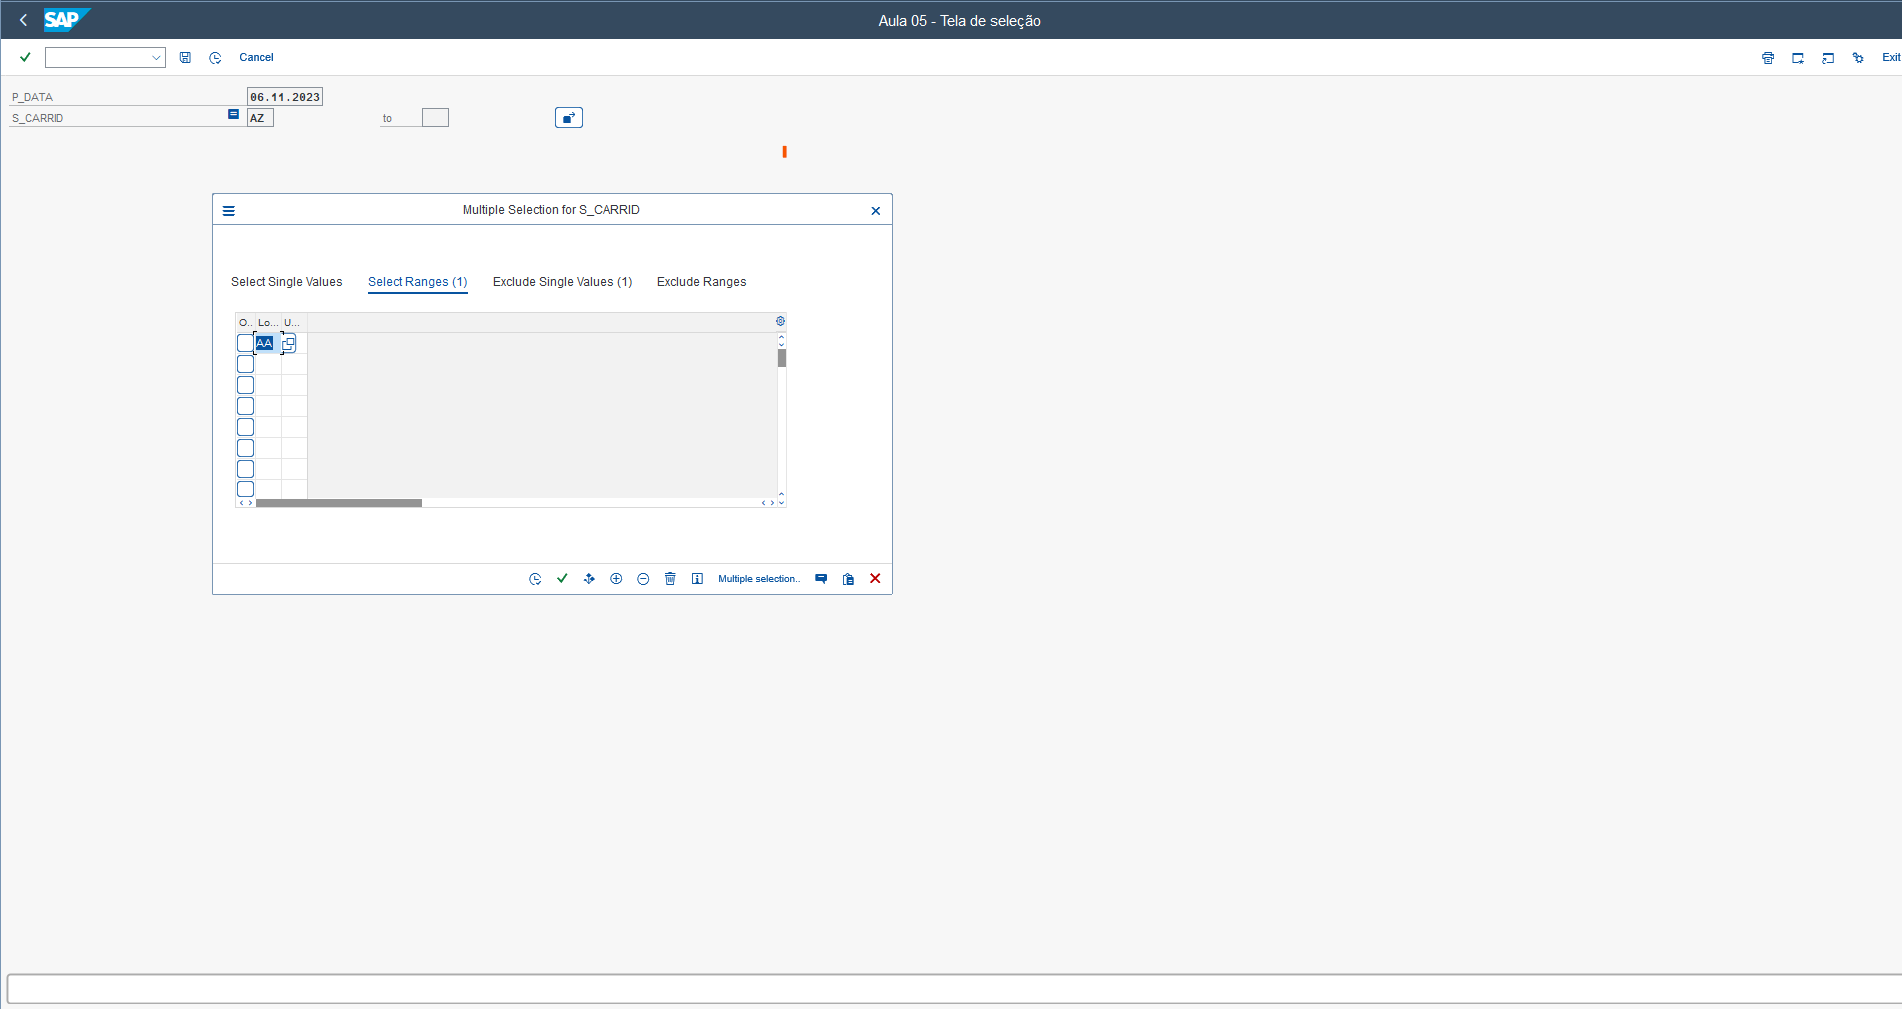 SAP
Aula 05 - Tela de seleção
Cancel
Exit
P_DATA 06.11.2023
S_CARRID AZ to
Multiple Selection for S_CARRID
Select Single Values Select Ranges (1) Exclude Single Values (1) Exclude Ranges
O.. Lo... U...
AA
Multiple selection..